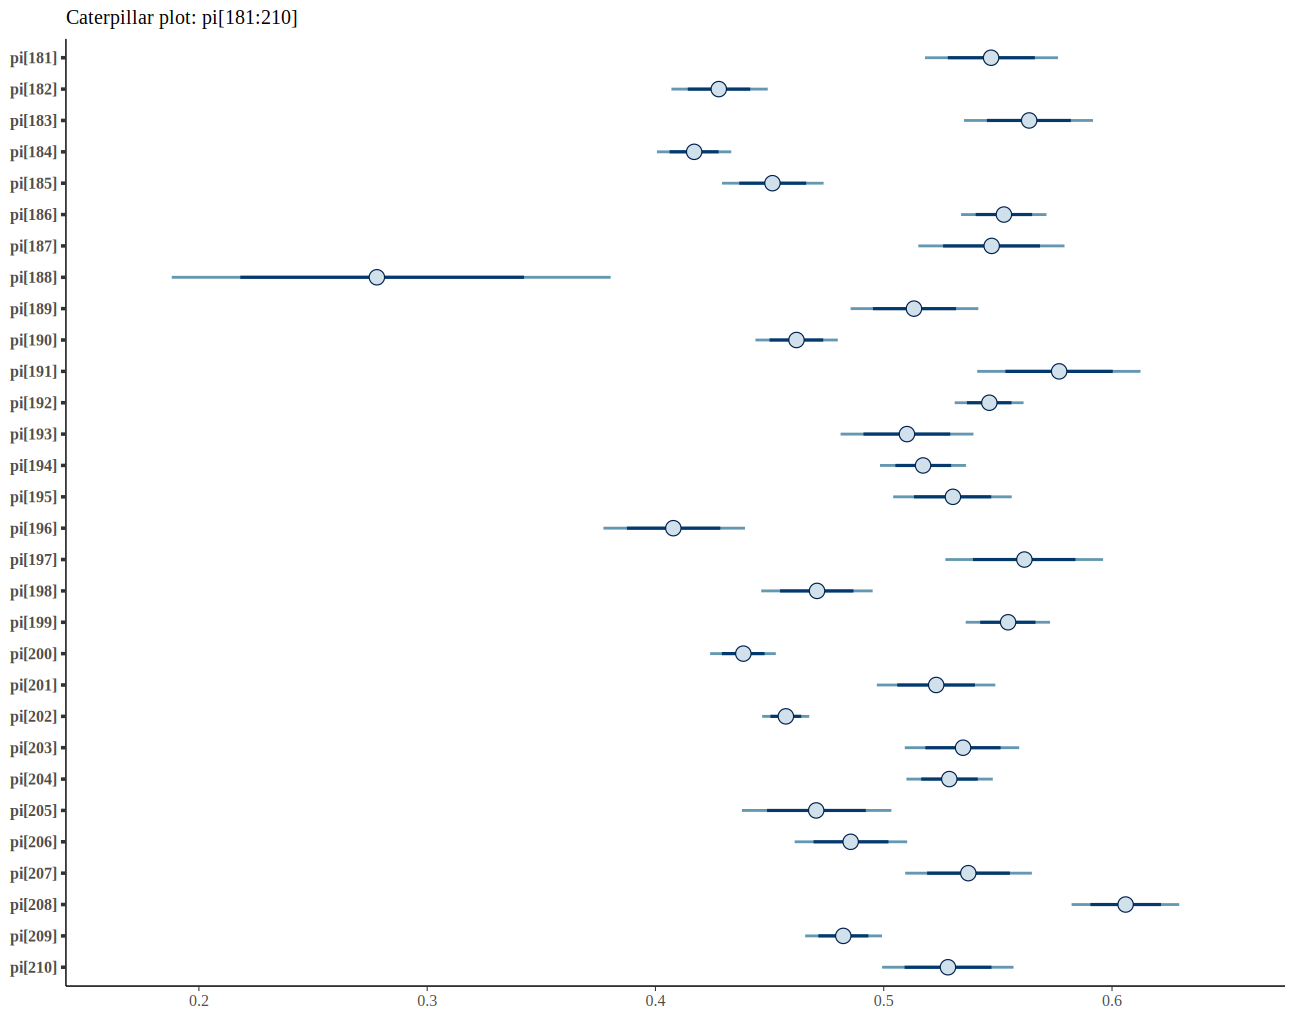 Caterpillar plot: pi[181:210]
pi[181]
pi[182]
pi[183]
pi[184]
pi[185]
pi[186]
pi[187]
pi[188]
pi[189]
pi[190]
pi[191]
pi[192]
pi[193]
pi[194]
pi[195]
pi[196]
pi[197]
pi[198]
pi[199]
pi[200]
pi[201]
pi[202]
pi[203]
pi[204]
pi[205]
pi[206]
pi[207]
pi[208]
pi[209]
pi[210]
0.2 0.3 0.4 0.5 0.6